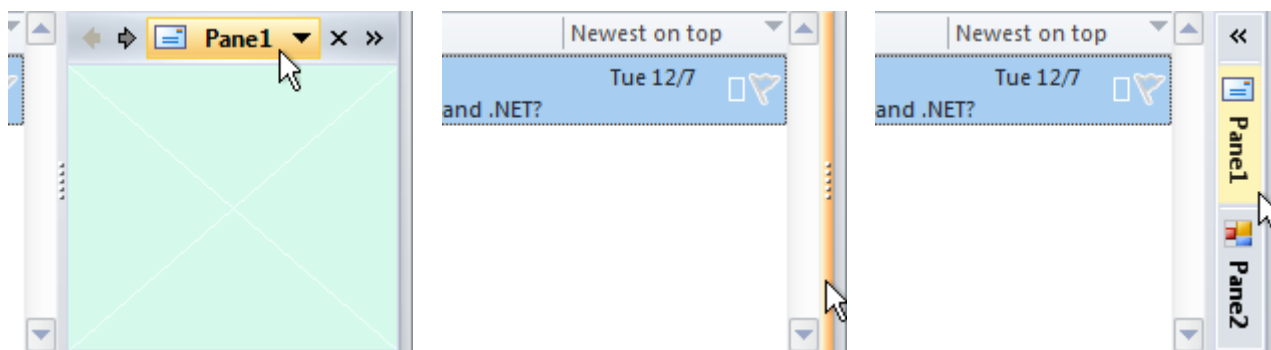 Pane1
Newest on top
Tue 12/7
and .NET?
Newest on top
Tue 12/7
and .NET?
Pane1
Pane2